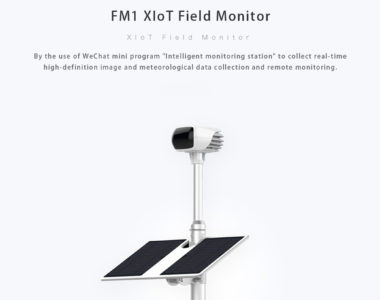 FM1 XIoT Field Monitor
XIoT Field Monitor
By the use of WeChat mini program "Intelligent monitoring station" to collect real-time
high-definition image and meteorological data collection and remote monitoring.